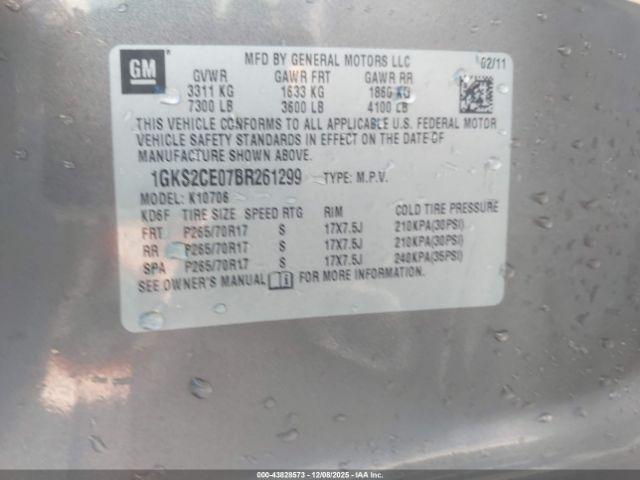 GM
MFD BY GENERAL MOTORS LLC
02/11
GVWR GAWR FRT GAWR RR
3311 KG 1633 KG 1860 KG
7300 LB 3600 LB 4100 LB
THIS VEHICLE CONFORMS TO ALL APPLICABLE U.S. FEDERAL MOTOR
VEHICLE SAFETY STANDARDS IN EFFECT ON THE DATE OF
MANUFACTURE SHOWN ABOVE.
1GKS2CE07BR261299 TYPE: M.P.V.
MODEL: K10706
KD6F TIRE SIZE SPEED RTG RIM COLD TIRE PRESSURE
FRT P265/70R17 S 17X7.5J 210KPA(30PSI)
RR P265/70R17 S 17X7.5J 210KPA(30PSI)
SPA P265/70R17 S 17X7.5J 240KPA(35PSI)
SEE OWNER'S MANUAL FOR MORE INFORMATION.
000-43828573 | 12/08/2025 - IAAI.COM